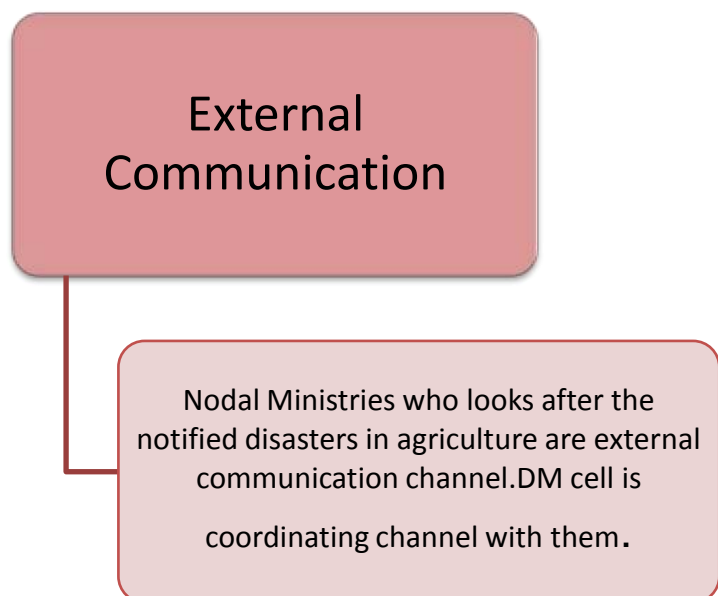 External
Communication
Nodal Ministries who looks after the
notified disasters in agriculture are external
communication channel.DM cell is
coordinating channel with them.